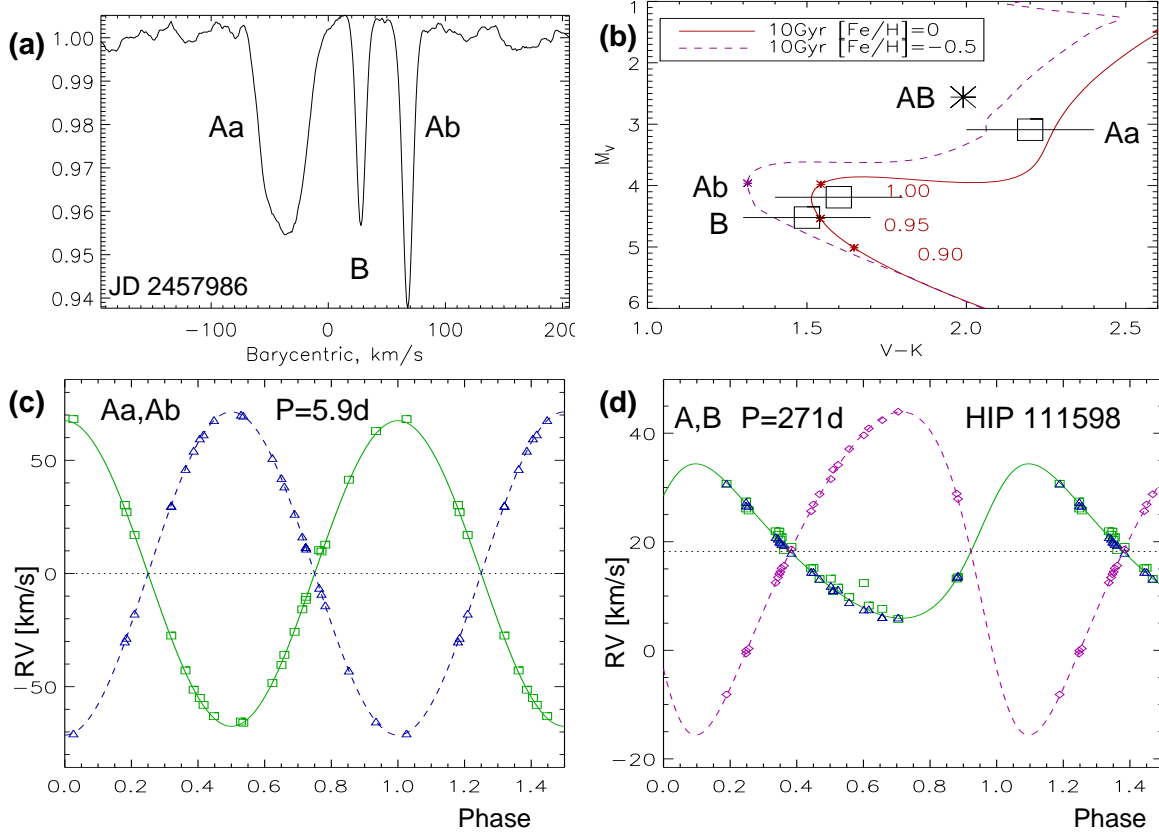 (a)
1.00
0.99
0.98
0.97
0.96
0.95
0.94
Aa
Ab
B
JD 2457986
−100
0
100
200
Barycentric, km/s
(b)
10Gyr [Fe/H]=0
10Gyr [Fe/H]=−0.5
1
2
3
4
5
6
M_V
AB
Aa
Ab
B
1.00
0.95
0.90
1.0
1.5
2.0
2.5
V−K
(c)
Aa,Ab
P=5.9d
50
0
−50
RV [km/s]
0.0 0.2 0.4 0.6 0.8 1.0 1.2 1.4
Phase
(d)
A,B P=271d
HIP 111598
40
20
0
−20
RV [km/s]
0.0 0.2 0.4 0.6 0.8 1.0 1.2 1.4
Phase